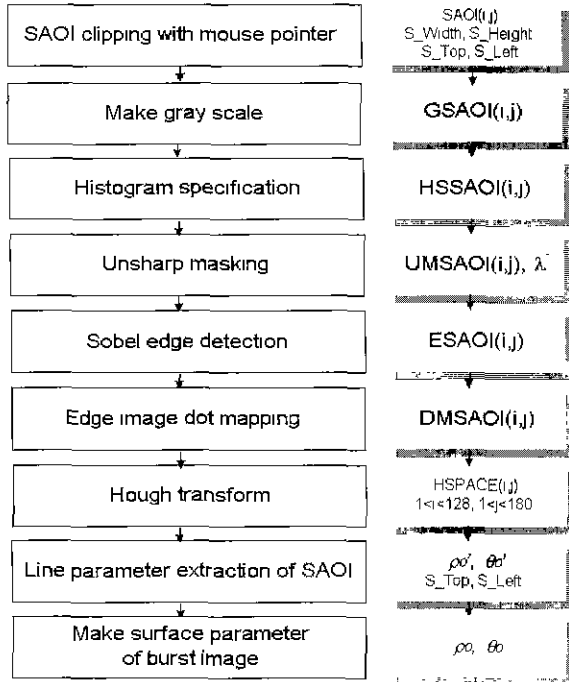 SAOI clipping with mouse pointer
SAOI(i,j)
S_Width, S_Height
S_Top, S_Left
Make gray scale
GSAOI(i,j)
Histogram specification
HSSAOI(i,j)
Unsharp masking
UMSAOI(i,j), λ
Sobel edge detection
ESAOI(i,j)
Edge image dot mapping
DMSAOI(i,j)
Hough transform
HSPACE(i,j)
1<i<128, 1<j<180
Line parameter extraction of SAOI
ρo', θo'
S_Top, S_Left
Make surface parameter
of burst image
ρo, θo